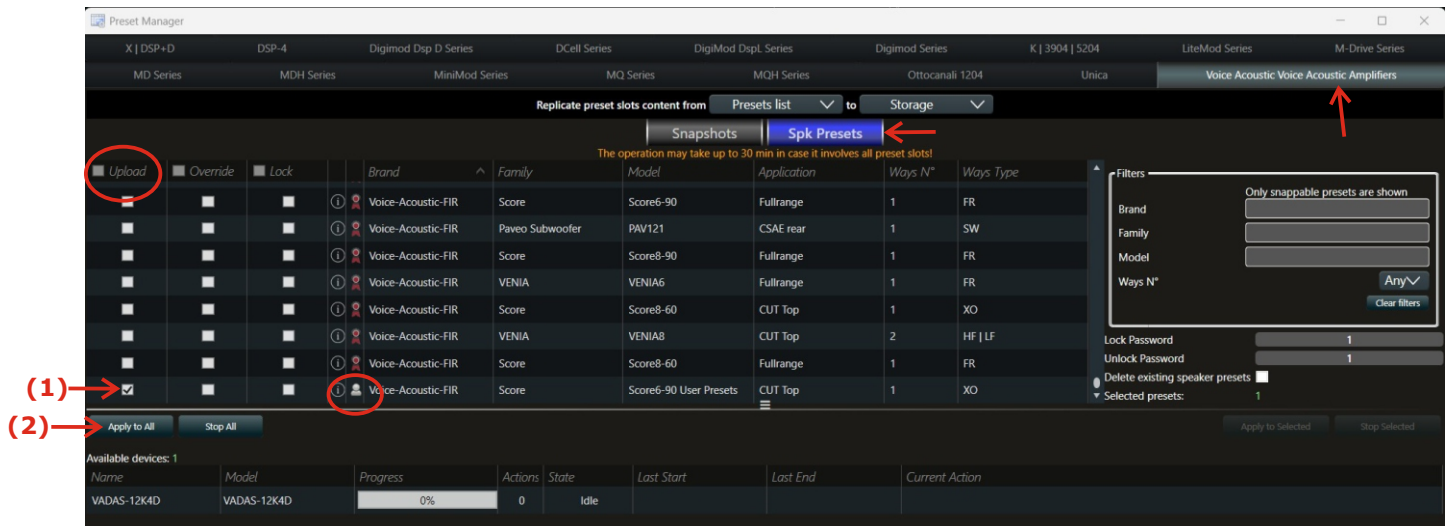 Preset Manager
X | DSP+D DSP-4 Digimod Dsp D Series DCell Series DigiMod DspL Series Digimod Series K | 3904 | 5204 LiteMod Series M-Drive Series
MD Series MDH Series MiniMod Series MQ Series MQH Series Ottocanali 1204 Unica Voice Acoustic Voice Acoustic Amplifiers
Replicate preset slots content from Presets list to Storage
Snapshots Spk Presets
The operation may take up to 30 min in case it involves all preset slots!
Upload Override Lock Brand Family Model Application Ways N° Ways Type
Voice-Acoustic-FIR Score Score6-90 Fullrange 1 FR
Voice-Acoustic-FIR Paveo Subwoofer PAV121 CSAE rear 1 SW
Voice-Acoustic-FIR Score Score8-90 Fullrange 1 FR
Voice-Acoustic-FIR VENIA VENIA6 Fullrange 1 FR
Voice-Acoustic-FIR Score Score8-60 CUT Top 1 XO
Voice-Acoustic-FIR VENIA VENIA8 CUT Top 2 HF | LF
Voice-Acoustic-FIR Score Score8-60 Fullrange 1 FR
(1) Voice-Acoustic-FIR Score Score6-90 User Presets CUT Top 1 XO
Filters
Only snappable presets are shown
Brand
Family
Model
Ways N° Any
Clear filters
Lock Password 1
Unlock Password 1
Delete existing speaker presets
Selected presets: 1
(2) Apply to All Stop All Apply to Selected Stop Selected
Available devices: 1
Name Model Progress Actions State Last Start Last End Current Action
VADAS-12K4D VADAS-12K4D 0% 0 Idle